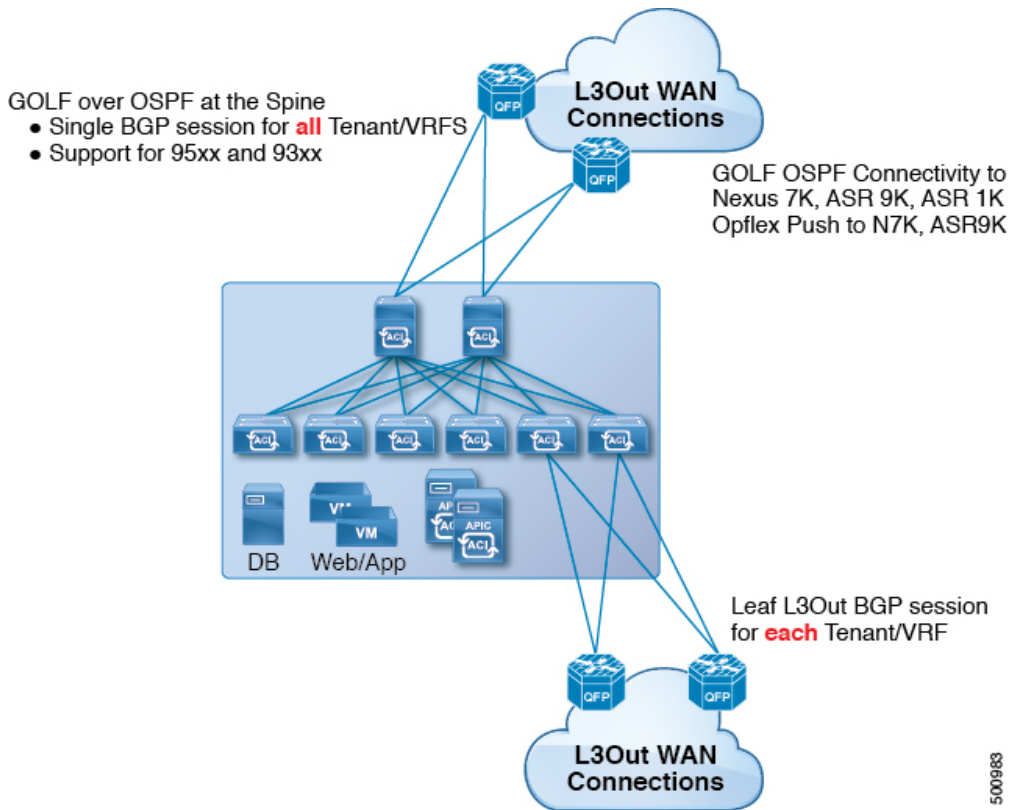 L3Out WAN
Connections
QFP
QFP
GOLF over OSPF at the Spine
● Single BGP session for all Tenant/VRFS
● Support for 95xx and 93xx
GOLF OSPF Connectivity to
Nexus 7K, ASR 9K, ASR 1K
Opflex Push to N7K, ASR9K
ACI
ACI
ACI
ACI
ACI
ACI
ACI
ACI
VM
APIC
ACI
DB
Web/App
Leaf L3Out BGP session
for each Tenant/VRF
QFP
QFP
L3Out WAN
Connections
500983